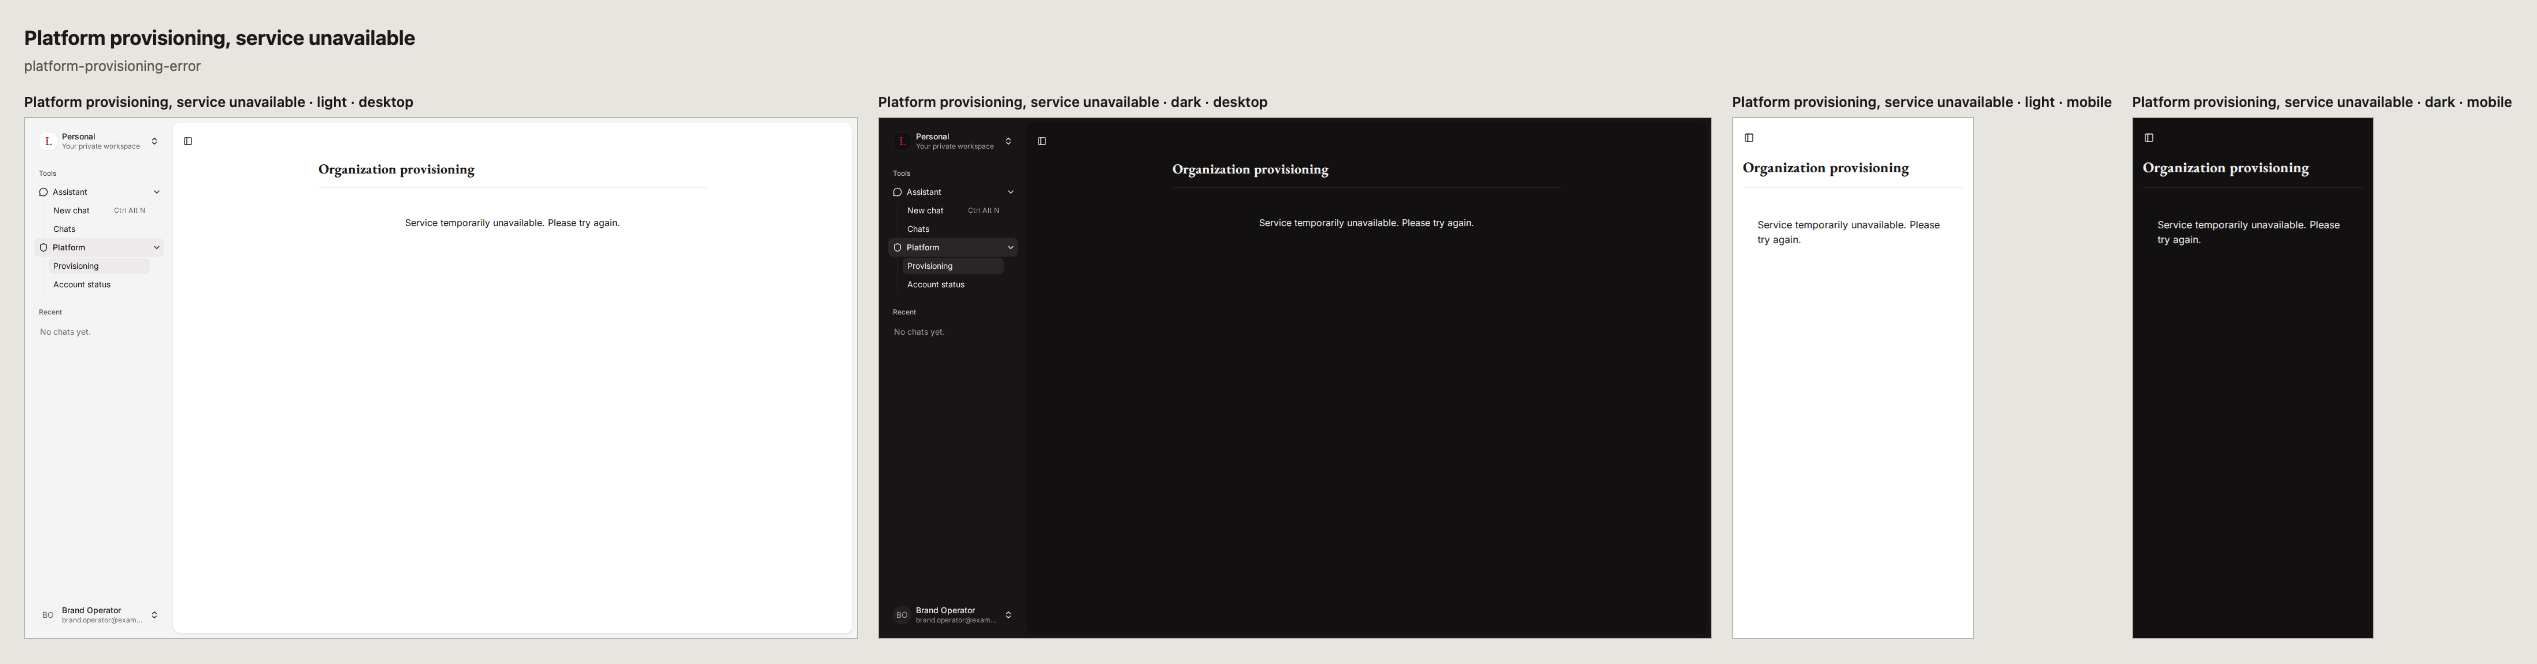 Platform provisioning, service unavailable
platform-provisioning-error
Platform provisioning, service unavailable · light · desktop
L
Personal
Your private workspace
Tools
Assistant
New chat
Ctrl Alt N
Chats
Platform
Provisioning
Account status
Recent
No chats yet.
BO
Brand Operator
brand.operator@exam...
Organization provisioning
Service temporarily unavailable. Please try again.
Platform provisioning, service unavailable · dark · desktop
L
Personal
Your private workspace
Tools
Assistant
New chat
Ctrl Alt N
Chats
Platform
Provisioning
Account status
Recent
No chats yet.
BO
Brand Operator
brand.operator@exam...
Organization provisioning
Service temporarily unavailable. Please try again.
Platform provisioning, service unavailable · light · mobile
Organization provisioning
Service temporarily unavailable. Please
try again.
Platform provisioning, service unavailable · dark · mobile
Organization provisioning
Service temporarily unavailable. Please
try again.